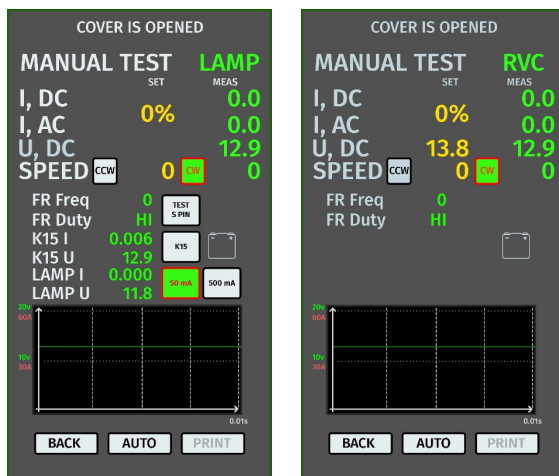 COVER IS OPENED
MANUAL TEST LAMP
SET MEAS
I, DC 0.0
0%
I, AC 0.0
U, DC 12.9
SPEED CCW 0 CW 0
FR Freq 0
FR Duty HI
TEST
S PIN
K15 I 0.006
K15 U 12.9
K15
LAMP I 0.000
LAMP U 11.8
50 mA 500 mA
20v
60A
10v
30A
0.01s
BACK AUTO PRINT
COVER IS OPENED
MANUAL TEST RVC
SET MEAS
I, DC 0.0
0%
I, AC 0.0
U, DC 13.8 12.9
SPEED CCW 0 CW 0
FR Freq 0
FR Duty HI
20v
60A
10v
30A
0.01s
BACK AUTO PRINT